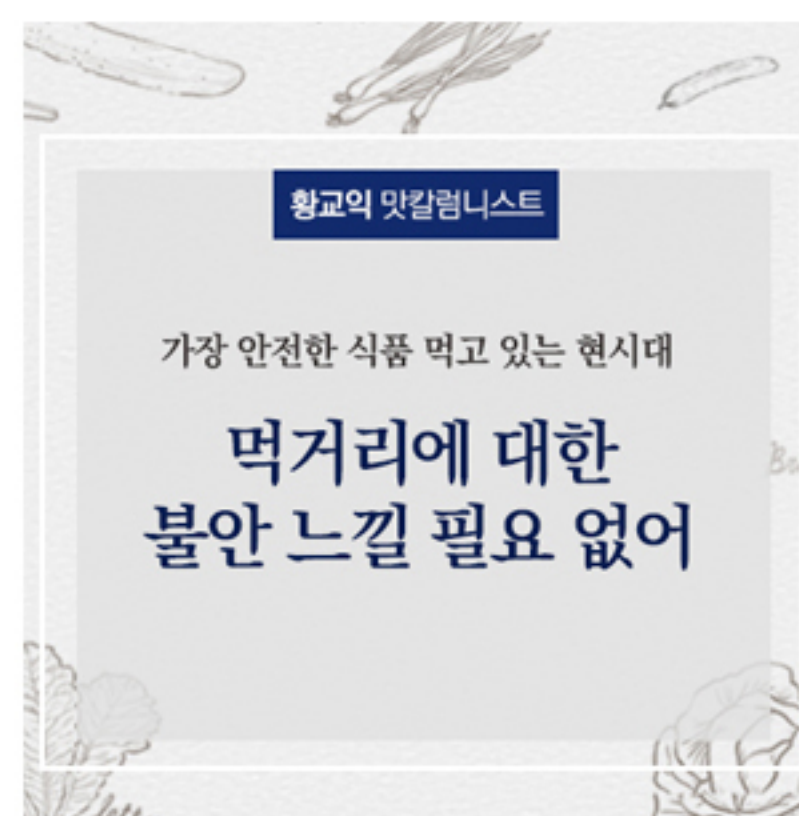 황교익 맛칼럼니스트
가장 안전한 식품 먹고 있는 현시대
먹거리에 대한
불안 느낄 필요 없어